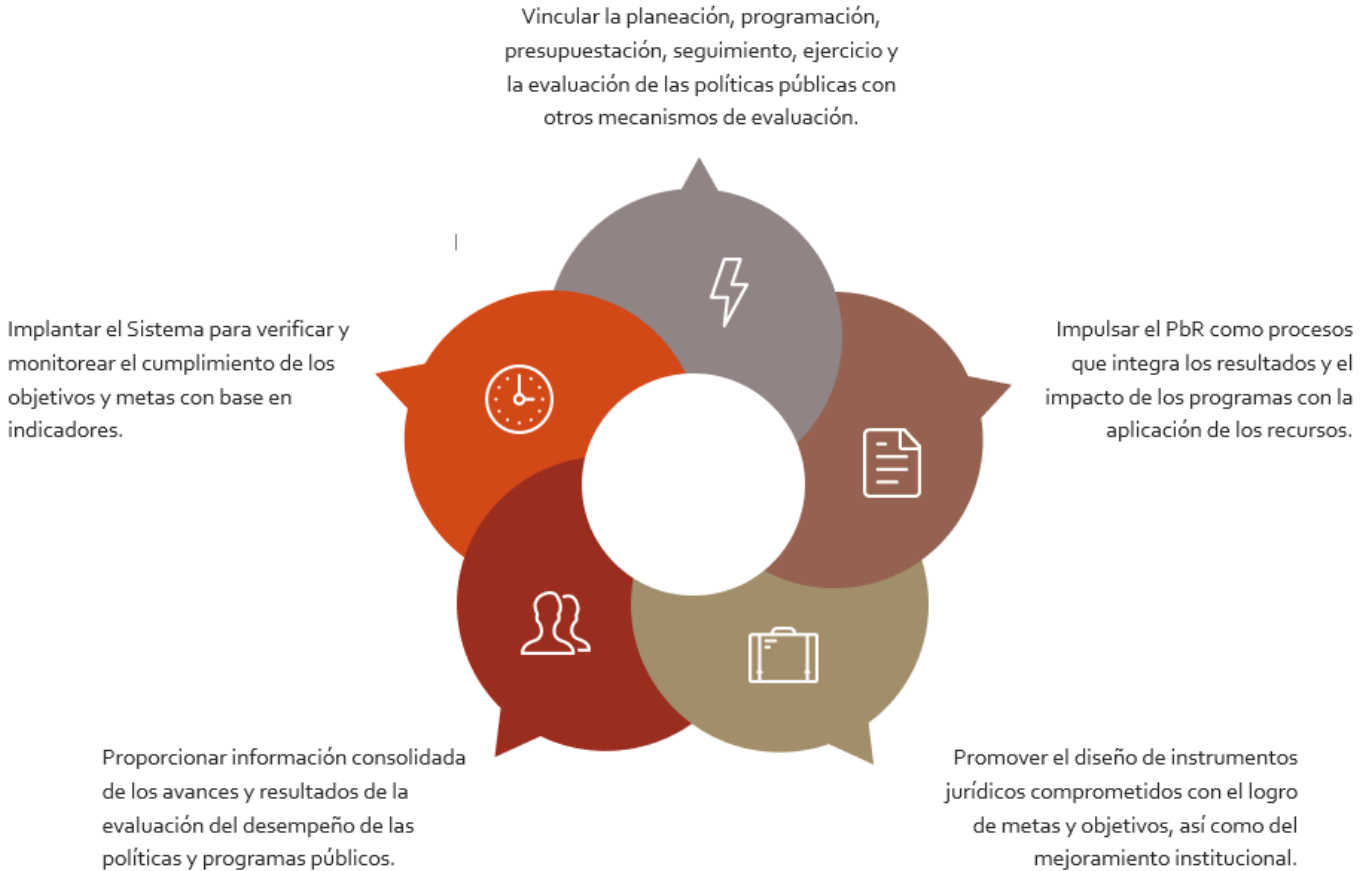 Vincular la planeación, programación,
presupuestación, seguimiento, ejercicio y
la evaluación de las políticas públicas con
otros mecanismos de evaluación.
Implantar el Sistema para verificar y
monitorear el cumplimiento de los
objetivos y metas con base en
indicadores.
Impulsar el PbR como procesos
que integra los resultados y el
impacto de los programas con la
aplicación de los recursos.
Proporcionar información consolidada
de los avances y resultados de la
evaluación del desempeño de las
políticas y programas públicos.
Promover el diseño de instrumentos
jurídicos comprometidos con el logro
de metas y objetivos, así como del
mejoramiento institucional.